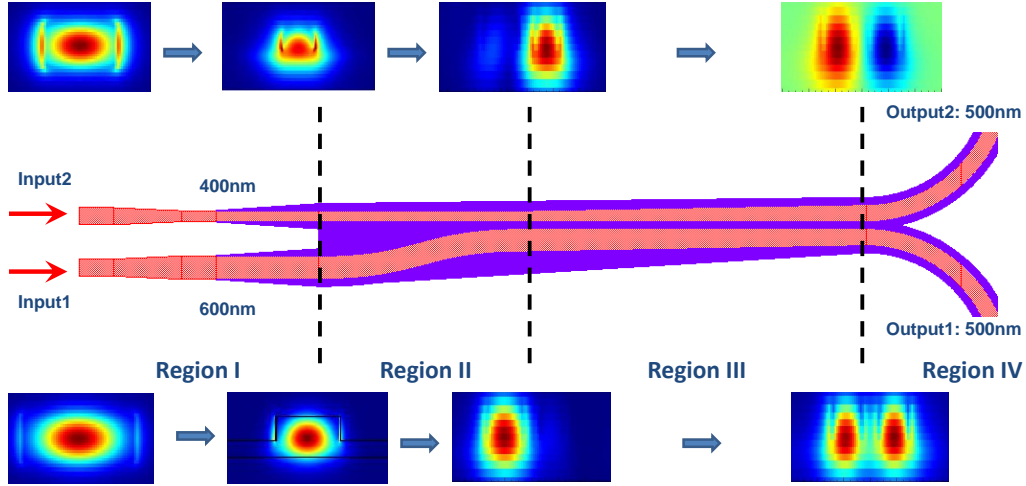 Output2: 500nm
Input2
400nm
Input1
600nm
Output1: 500nm
Region I
Region II
Region III
Region IV